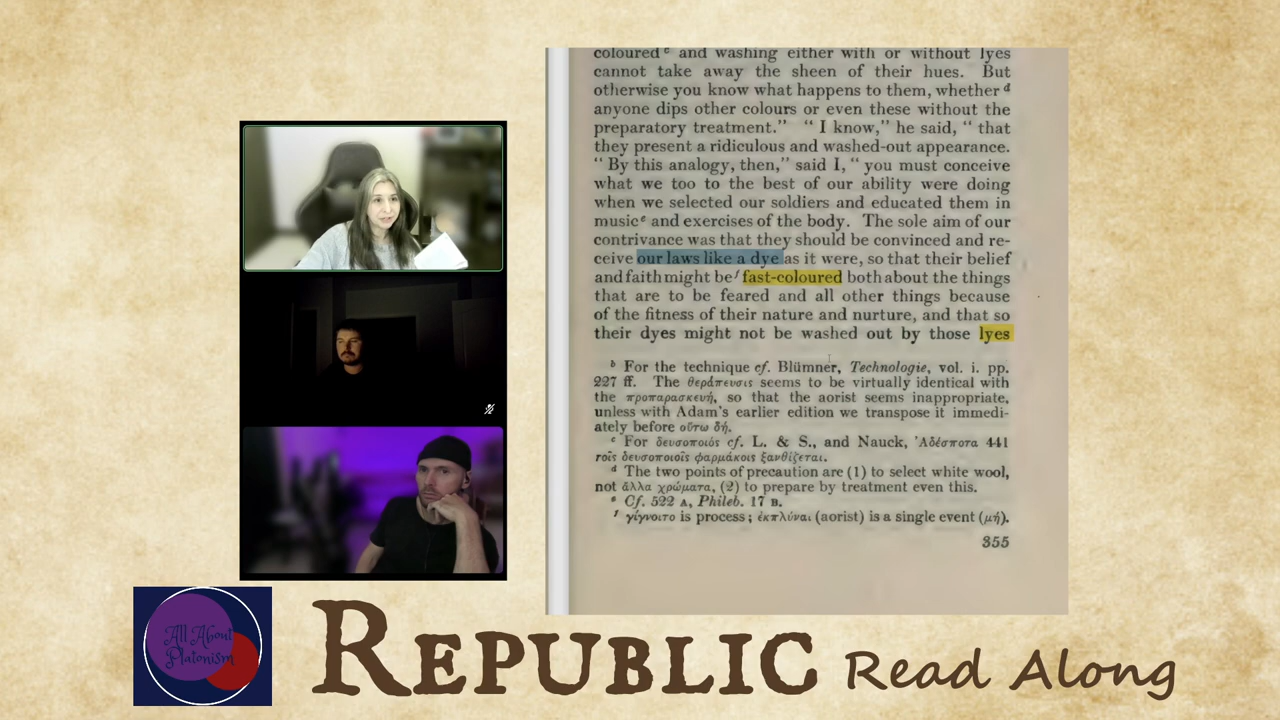 coloured c and washing either with or without lyes
cannot take away the sheen of their hues. But
otherwise you know what happens to them, whether d
anyone dips other colours or even these without the
preparatory treatment.” “ I know,” he said, “ that
they present a ridiculous and washed-out appearance.
“ By this analogy, then,” said I, “ you must conceive
what we too to the best of our ability were doing
when we selected our soldiers and educated them in
music e and exercises of the body. The sole aim of our
contrivance was that they should be convinced and re-
ceive our laws like a dye as it were, so that their belief
and faith might be f fast-coloured both about the things
that are to be feared and all other things because
of the fitness of their nature and nurture, and that so
their dyes might not be washed out by those lyes
b For the technique cf. Blümner, Technologie, vol. i. pp.
227 ff. The θεράπευσις seems to be virtually identical with
the προπαρασκευή, so that the aorist seems inappropriate,
unless with Adam's earlier edition we transpose it immedi-
ately before οὕτω δή.
c For δευσοποιός cf. L. & S., and Nauck, Ἀδέσποτα 441
τοῖς δευσοποιοῖς φαρμάκοις ξανθίζεται.
d The two points of precaution are (1) to select white wool,
not ἄλλα χρώματα, (2) to prepare by treatment even this.
e Cf. 522 A, Phileb. 17 B.
f γίγνοιτο is process ; ἐκπλύναι (aorist) is a single event (μή).
355
All About
Platonism
REPUBLIC Read Along